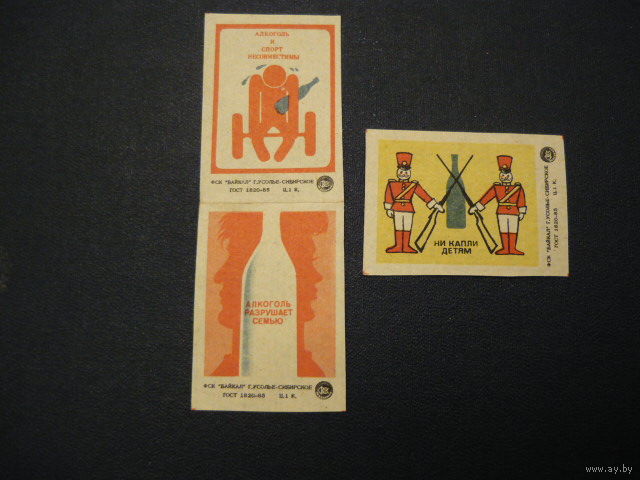 АЛКОГОЛЬ
И
СПОРТ
НЕСОВМЕСТИМЫ
ФСК "БАЙКАЛ" Г.УСОЛЬЕ-СИБИРСКОЕ
ГОСТ 1820-85 Ц.1 К.
АЛКОГОЛЬ
РАЗРУШАЕТ
СЕМЬЮ
ФСК "БАЙКАЛ" Г.УСОЛЬЕ-СИБИРСКОЕ
ГОСТ 1820-85 Ц.1 К.
НИ КАПЛИ
ДЕТЯМ
ФСК "БАЙКАЛ" Г.УСОЛЬЕ-СИБИРСКОЕ
ГОСТ 1820-85 Ц.1 К.
www.ay.by